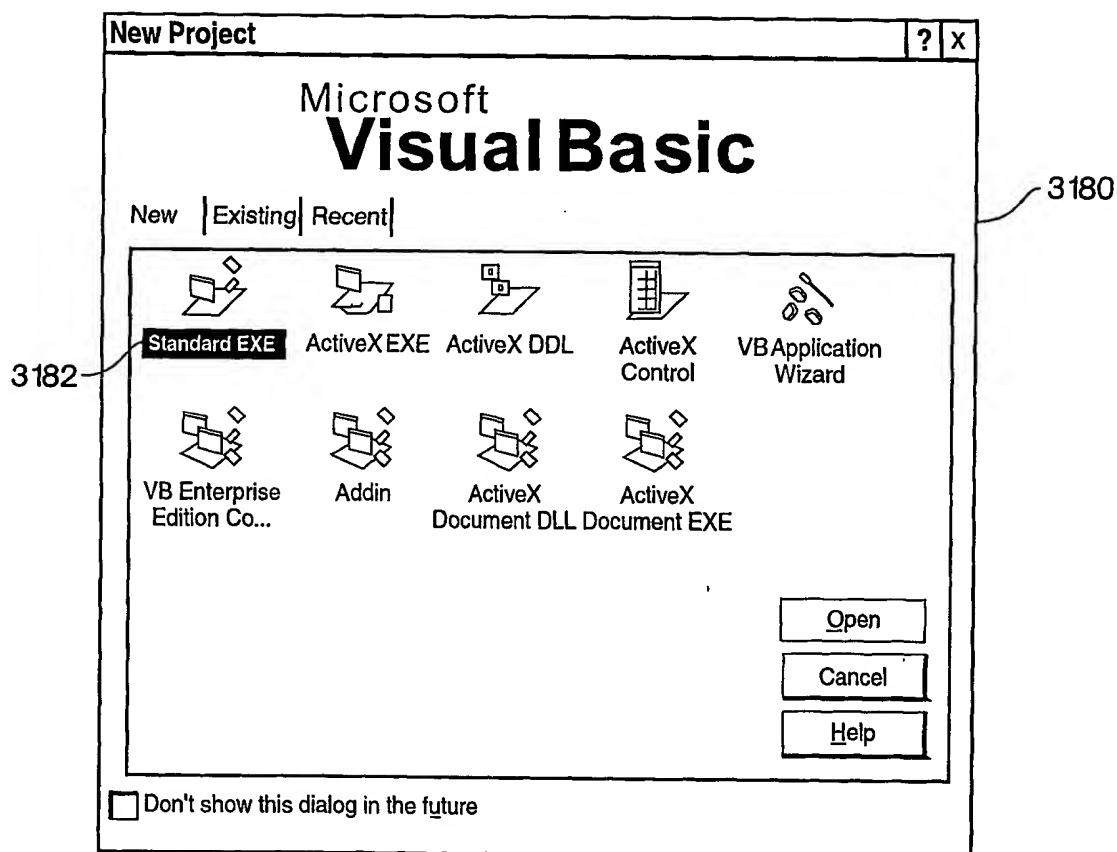 New Project ? X
Microsoft
Visual Basic
3180
New Existing Recent
Standard EXE ActiveX EXE ActiveX DDL ActiveX Control VB Application Wizard
3182
VB Enterprise Edition Co... Addin ActiveX Document DLL ActiveX Document EXE
Open
Cancel
Help
Don't show this dialog in the future